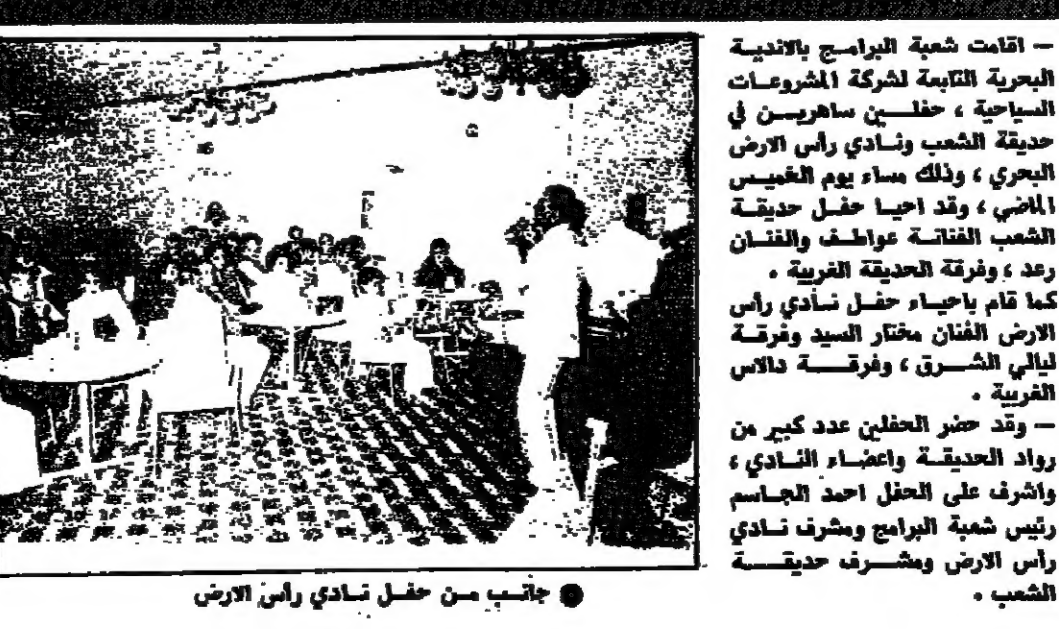 — اقامت شعبة البرامج بالاندية
البحرية التابعة لشركة المشروعات
السياحية ، حفلين ساهرين في
حديقة الشعب ونادي رأس الارض
البحري ، وذلك مساء يوم الخميس
الماضي ، وقد احيا حفل حديقة
الشعب الفنانة عواطف والفنان
رعد ، وفرقة الحديقة الغربية .
كما قام باحياء حفل نادي رأس
الارض الفنان مختار السيد وفرقة
ليالي الشرق ، وفرقة دالاس
الغربية .
— وقد حضر الحفلين عدد كبير من
رواد الحديقة واعضاء النادي ،
واشرف على الحفل احمد الجاسم
رئيس شعبة البرامج ومشرف نادي
رأس الارض ومشرف حديقة
الشعب .
● جانب من حفل نادي رأس الارض